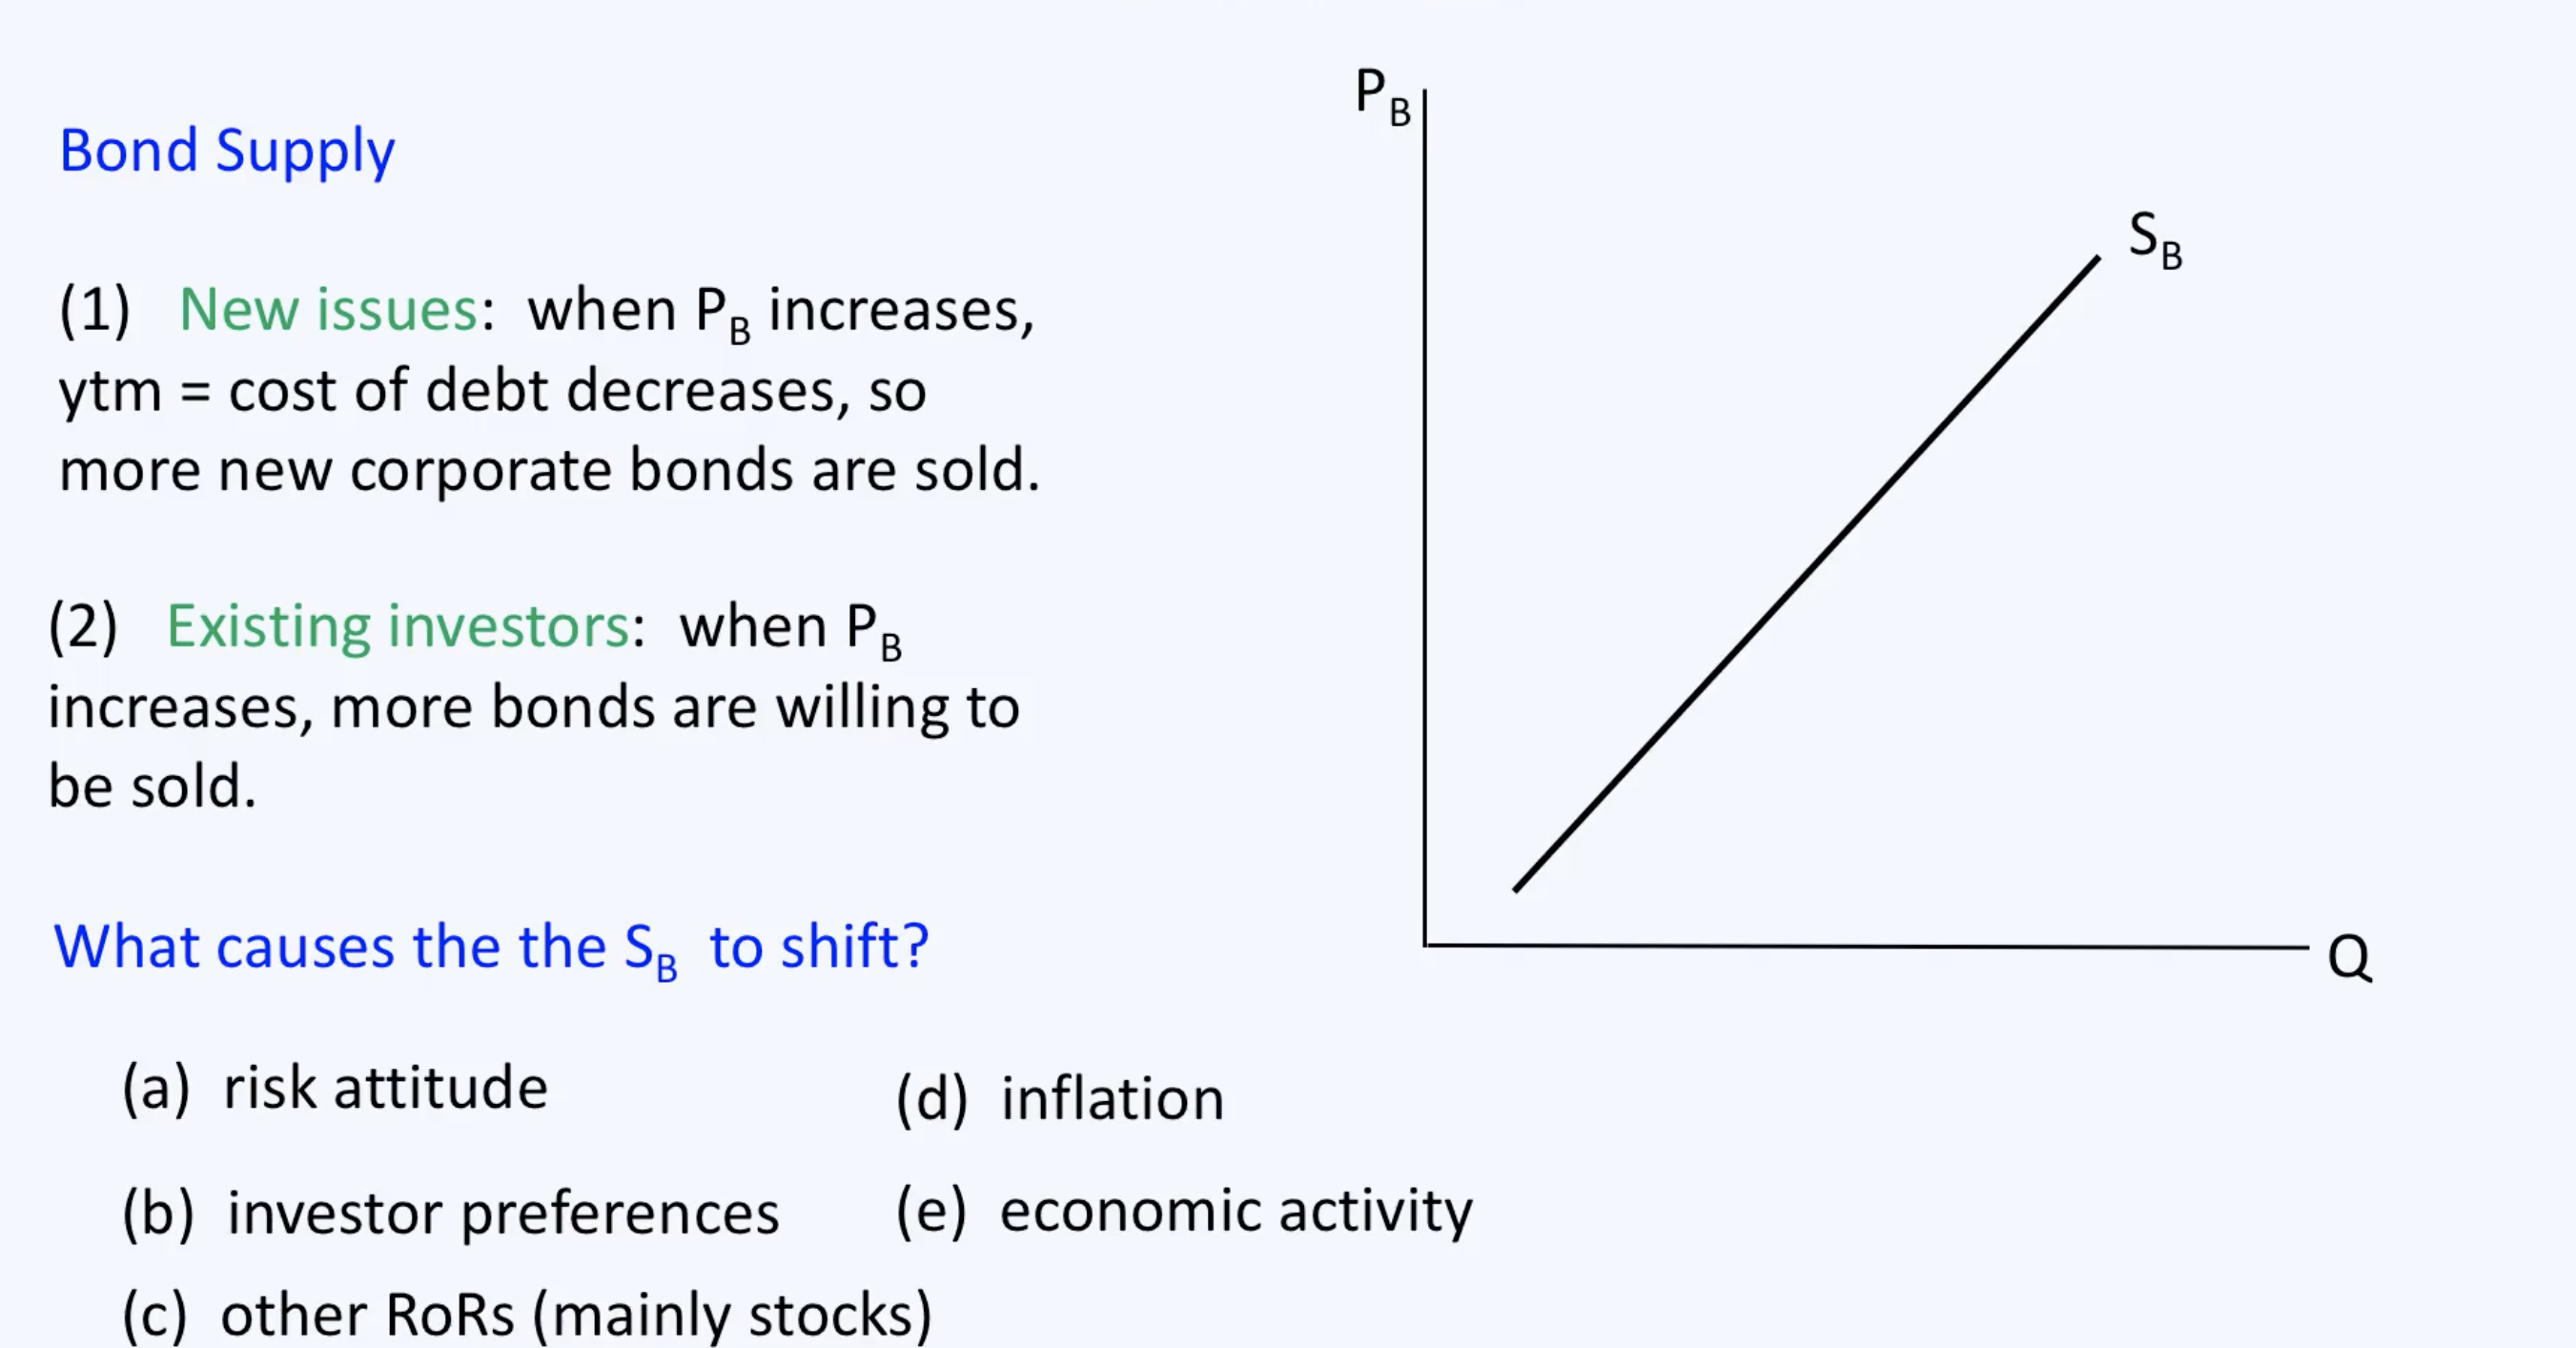 Bond Supply
(1) New issues: when P_B increases,
ytm = cost of debt decreases, so
more new corporate bonds are sold.
(2) Existing investors: when P_B
increases, more bonds are willing to
be sold.
What causes the the S_B to shift?
(a) risk attitude
(b) investor preferences
(c) other RoRs (mainly stocks)
(d) inflation
(e) economic activity
P_B
S_B
Q